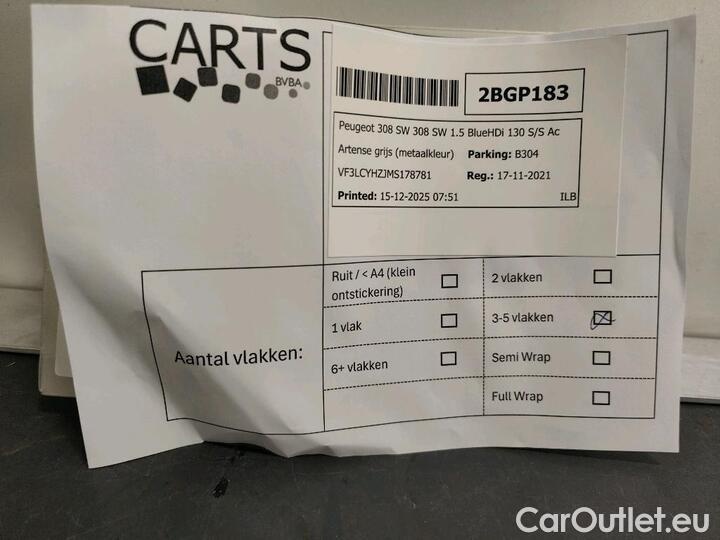 CARTS
BVBA
2BGP183
Peugeot 308 SW 308 SW 1.5 BlueHDi 130 S/S Ac
Artense grijs (metaalkleur) Parking: B304
VF3LCYHZJMS178781 Reg.: 17-11-2021
Printed: 15-12-2025 07:51 ILB
Aantal vlakken:
Ruit / < A4 (klein
ontstickering)
2 vlakken
1 vlak
3-5 vlakken
6+ vlakken
Semi Wrap
Full Wrap
CarOutlet.eu